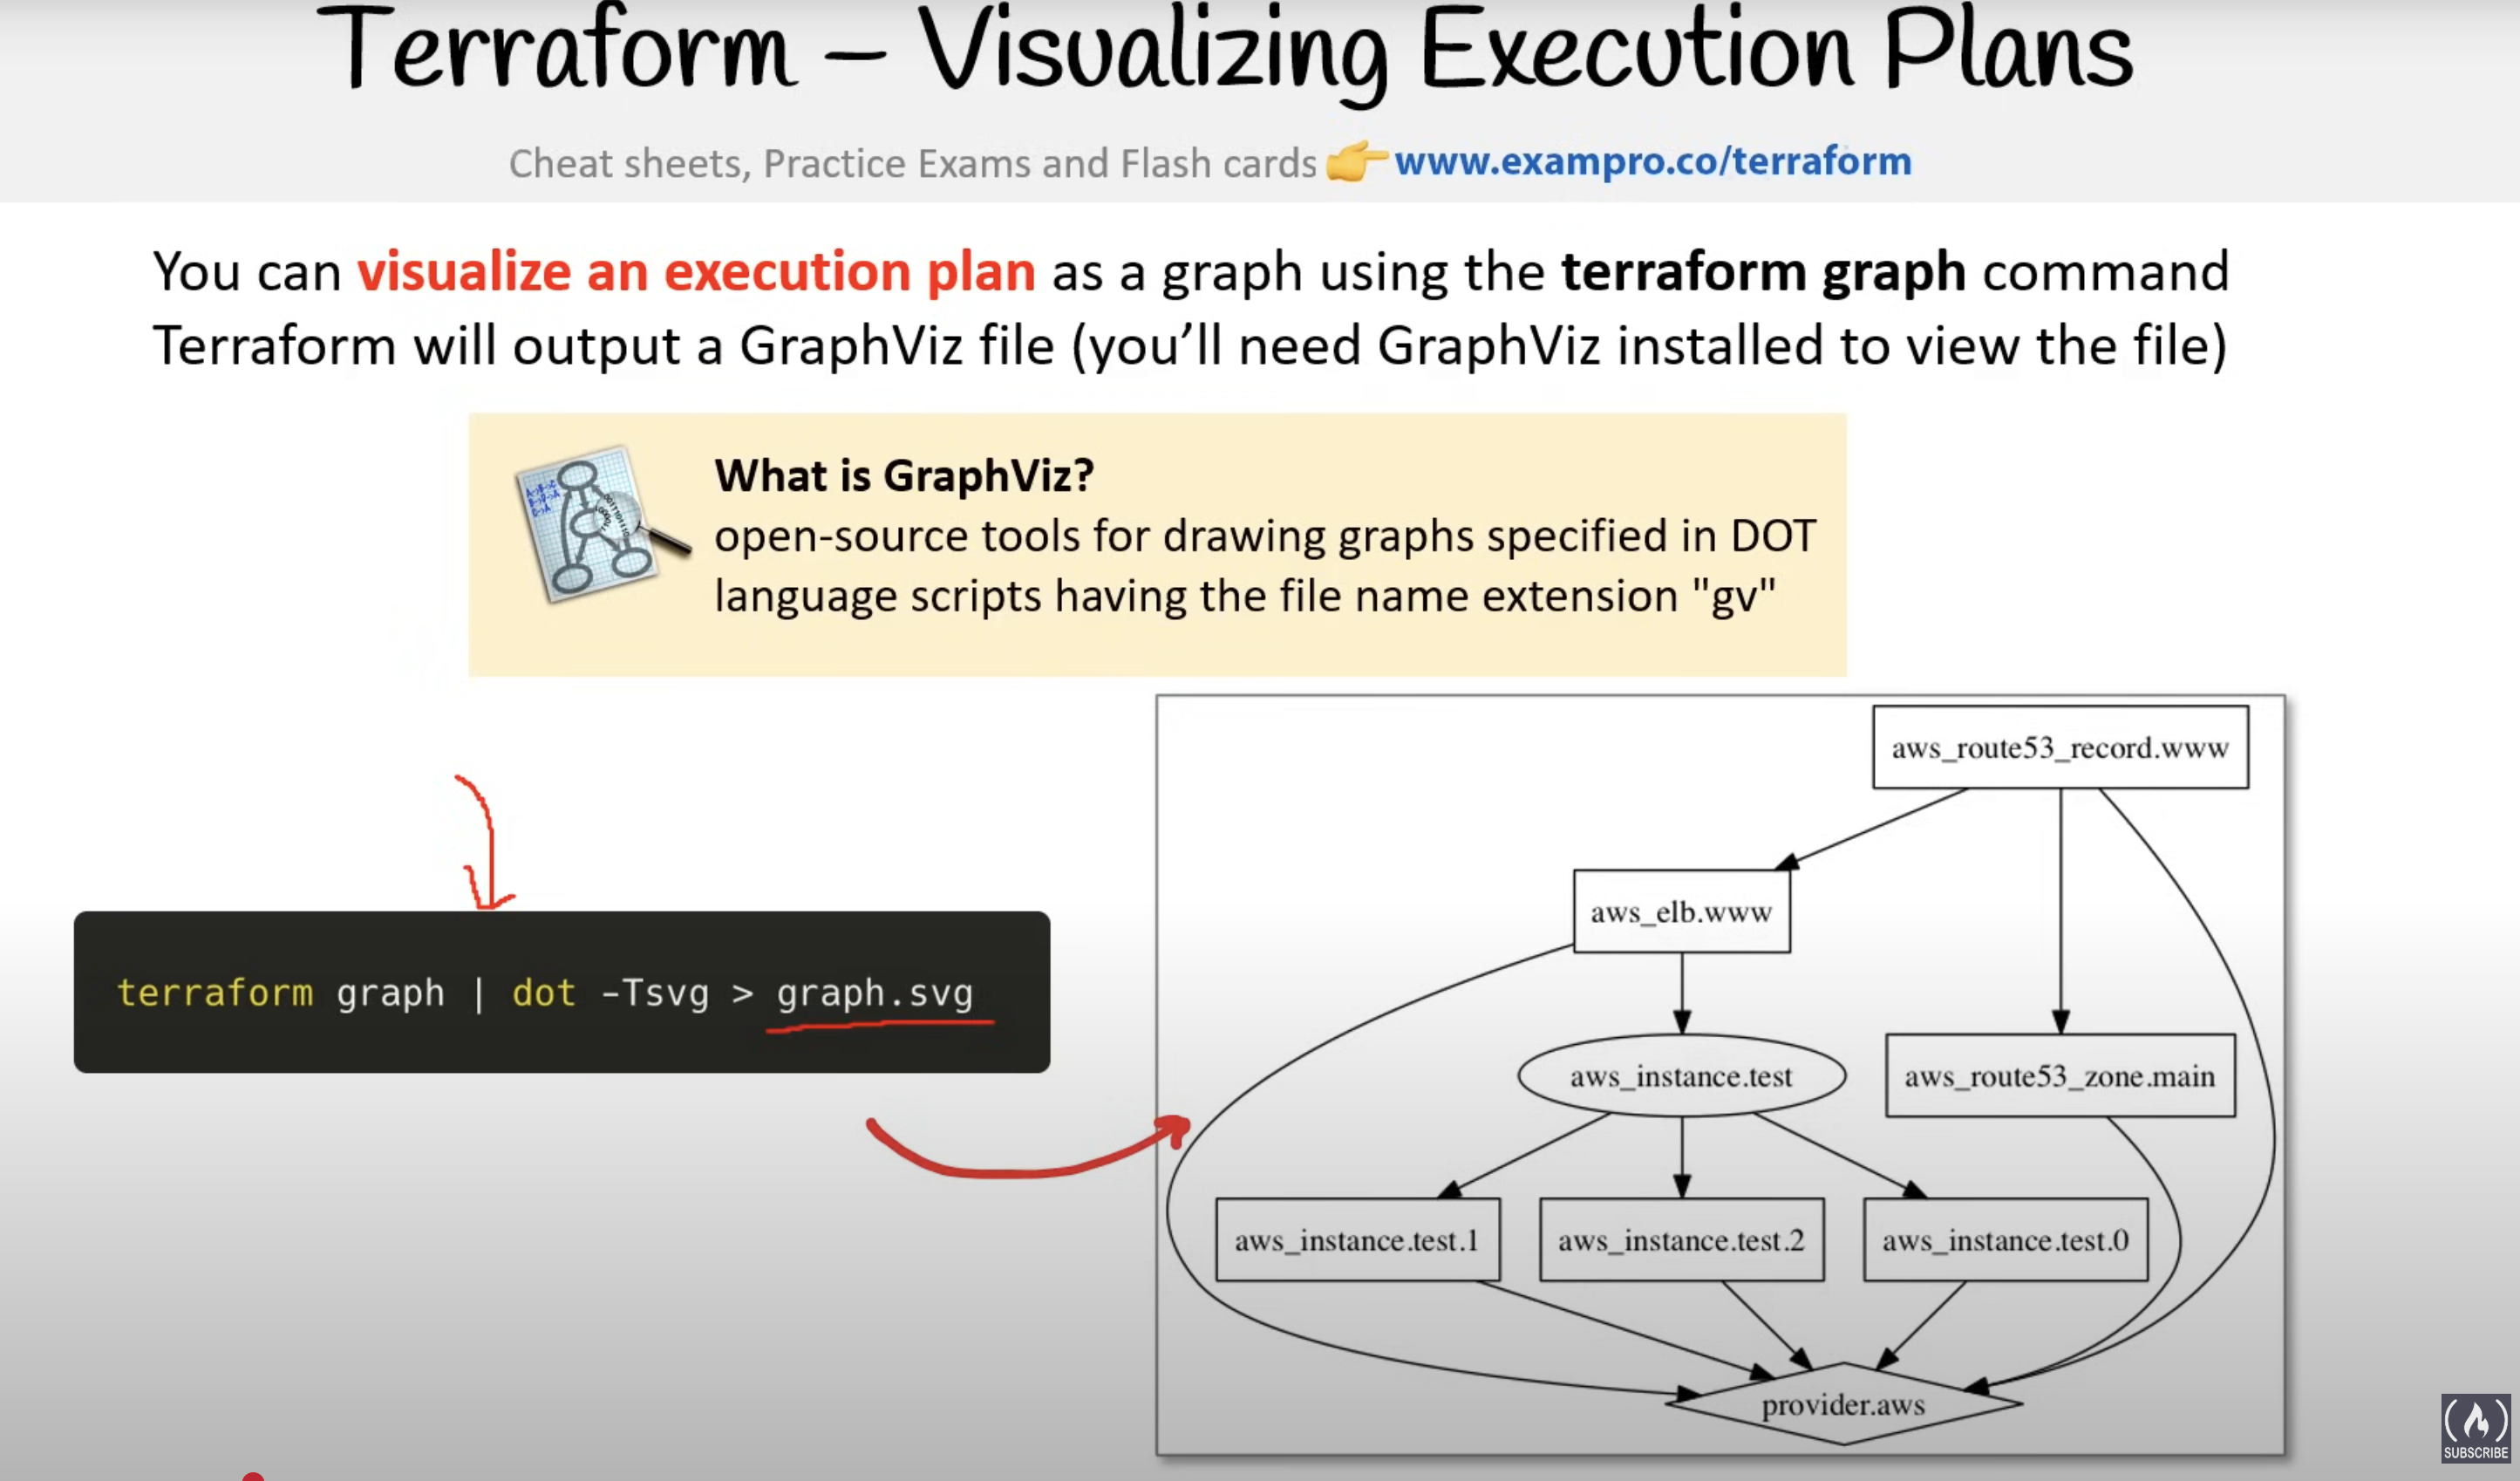 Terraform – Visualizing Execution Plans
Cheat sheets, Practice Exams and Flash cards 👉 www.exampro.co/terraform
You can visualize an execution plan as a graph using the terraform graph command
Terraform will output a GraphViz file (you’ll need GraphViz installed to view the file)
What is GraphViz?
open-source tools for drawing graphs specified in DOT
language scripts having the file name extension "gv"
terraform graph | dot -Tsvg > graph.svg
aws_route53_record.www
aws_elb.www
aws_instance.test
aws_route53_zone.main
aws_instance.test.1
aws_instance.test.2
aws_instance.test.0
provider.aws
SUBSCRIBE